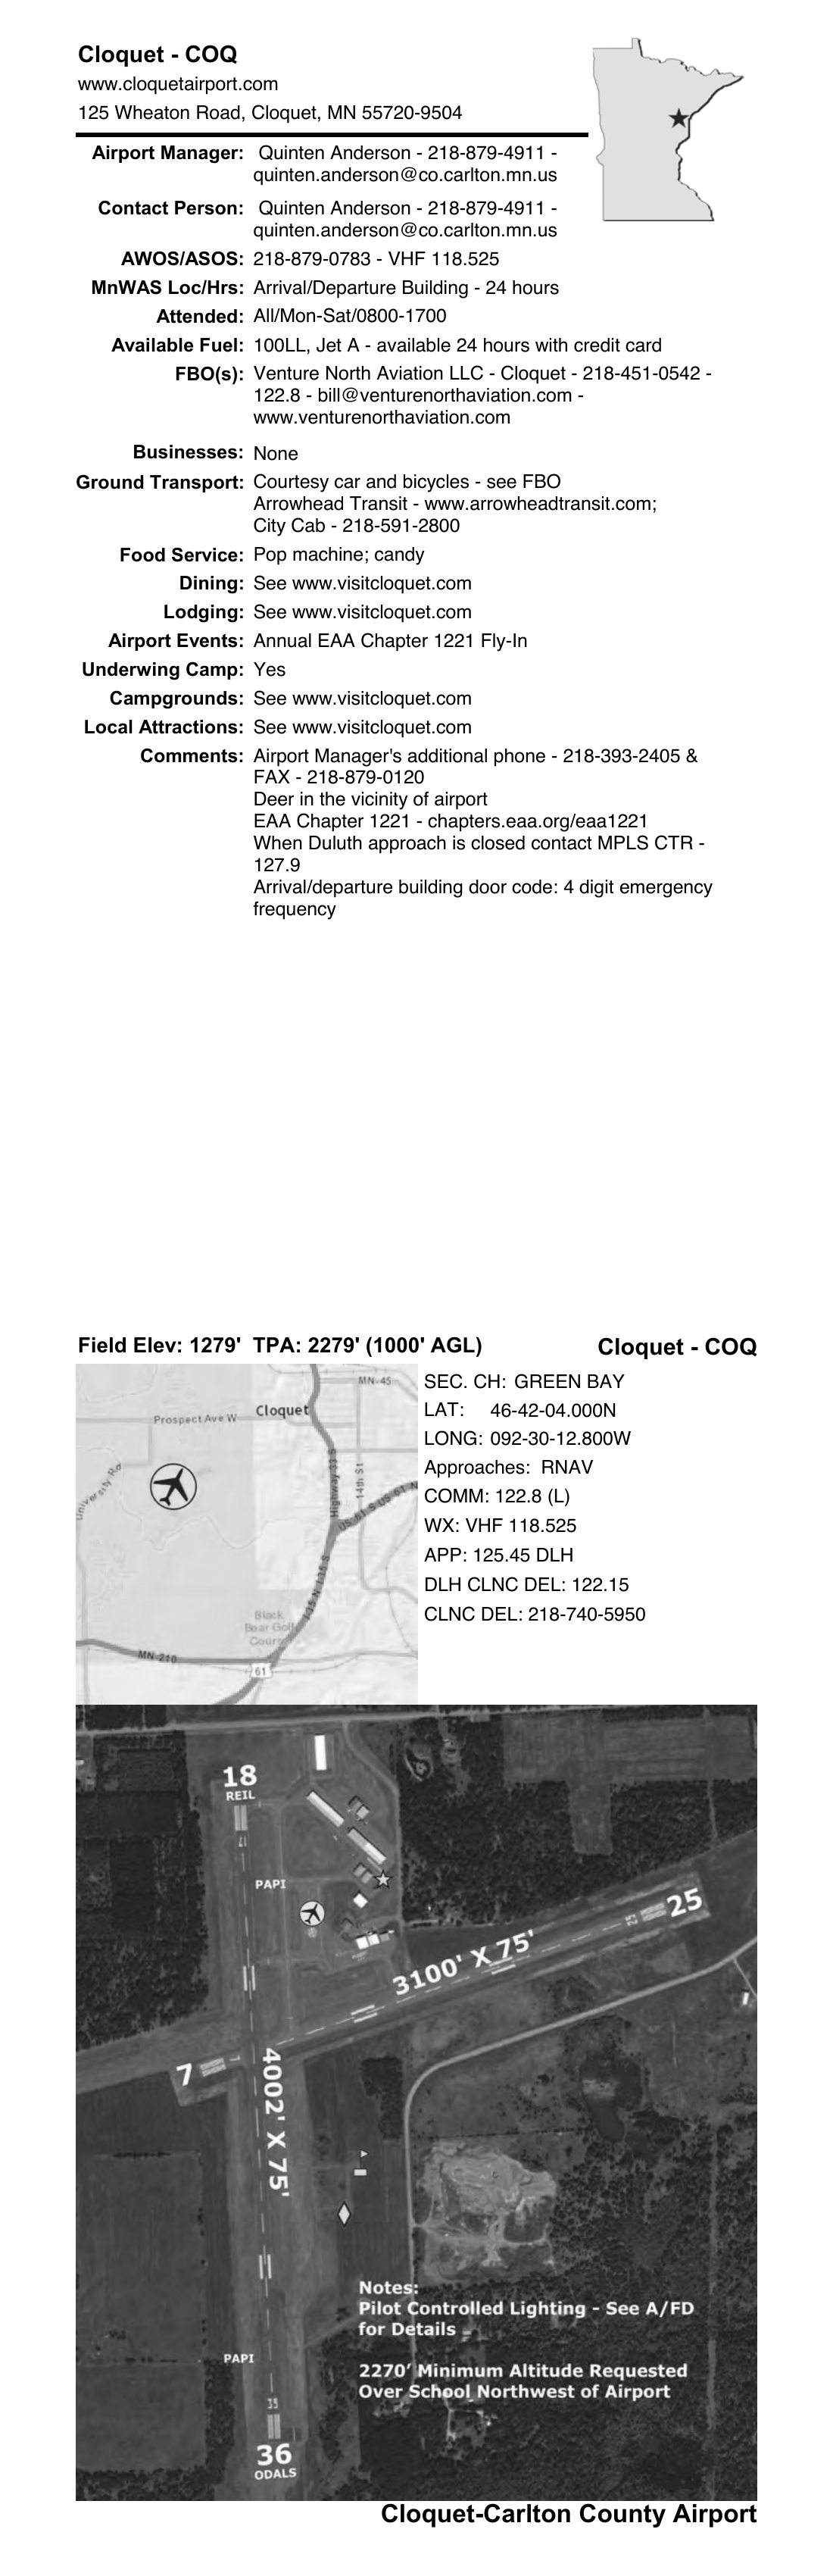 Cloquet - COQ
www.cloquetairport.com
125 Wheaton Road, Cloquet, MN 55720-9504
Airport Manager: Quinten Anderson - 218-879-4911 -
quinten.anderson@co.carlton.mn.us
Contact Person: Quinten Anderson - 218-879-4911 -
quinten.anderson@co.carlton.mn.us
AWOS/ASOS: 218-879-0783 - VHF 118.525
MnWAS Loc/Hrs: Arrival/Departure Building - 24 hours
Attended: All/Mon-Sat/0800-1700
Available Fuel: 100LL, Jet A - available 24 hours with credit card
FBO(s): Venture North Aviation LLC - Cloquet - 218-451-0542 -
122.8 - bill@venturenorthaviation.com -
www.venturenorthaviation.com
Businesses: None
Ground Transport: Courtesy car and bicycles - see FBO
Arrowhead Transit - www.arrowheadtransit.com;
City Cab - 218-591-2800
Food Service: Pop machine; candy
Dining: See www.visitcloquet.com
Lodging: See www.visitcloquet.com
Airport Events: Annual EAA Chapter 1221 Fly-In
Underwing Camp: Yes
Campgrounds: See www.visitcloquet.com
Local Attractions: See www.visitcloquet.com
Comments: Airport Manager's additional phone - 218-393-2405 &
FAX - 218-879-0120
Deer in the vicinity of airport
EAA Chapter 1221 - chapters.eaa.org/eaa1221
When Duluth approach is closed contact MPLS CTR -
127.9
Arrival/departure building door code: 4 digit emergency
frequency
Field Elev: 1279' TPA: 2279' (1000' AGL)
Cloquet - COQ
MN-45
Cloquet
Prospect Ave W
University Rd
Highway 33 S
14th St
US-61 S US-61 N
I-35 N I-35 S
Black
Bear Golf
Course
MN-210
61
SEC. CH: GREEN BAY
LAT: 46-42-04.000N
LONG: 092-30-12.800W
Approaches: RNAV
COMM: 122.8 (L)
WX: VHF 118.525
APP: 125.45 DLH
DLH CLNC DEL: 122.15
CLNC DEL: 218-740-5950
18
REIL
PAPI
25
3100' X 75'
7
4002' X 75'
Notes:
Pilot Controlled Lighting - See A/FD
for Details
2270' Minimum Altitude Requested
Over School Northwest of Airport
PAPI
36
ODALS
Cloquet-Carlton County Airport